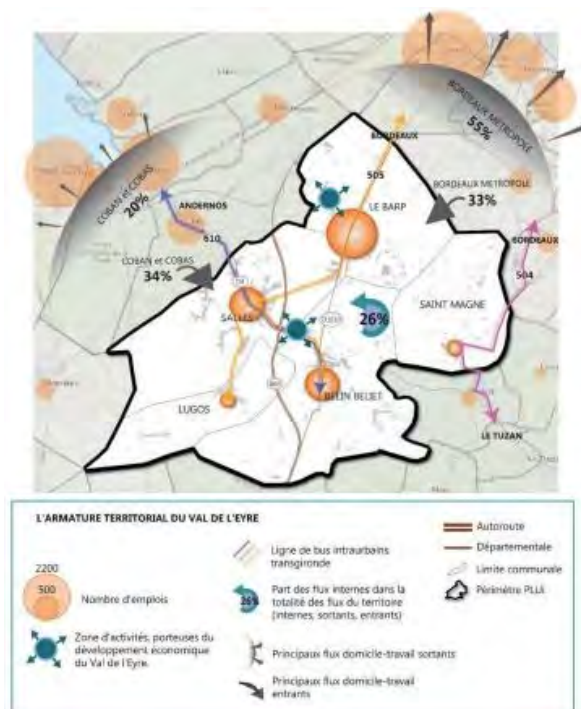 BORDEAUX METROPOLE
55%
COBAN et COBAS
20%
BORDEAUX
505
ANDERNOS
610
LE BARP
BORDEAUX METROPOLE
33%
COBAN et COBAS
34%
BORDEAUX
504
SAINT MAGNE
SALLES
26%
BELIN BELIET
LUGOS
LE TUZAN
L'ARMATURE TERRITORIAL DU VAL DE L'EYRE
2200
500
Nombre d'emplois
Zone d'activités, porteuses du
développement économique
du Val de l'Eyre.
Ligne de bus intraurbains
transgironde
26%
Part des flux internes dans la
totalité des flux du territoire
(internes, sortants, entrants)
Principaux flux domicile-travail sortants
Principaux flux domicile-travail
entrants
Autoroute
Départementale
Limite communale
Périmètre PLUi